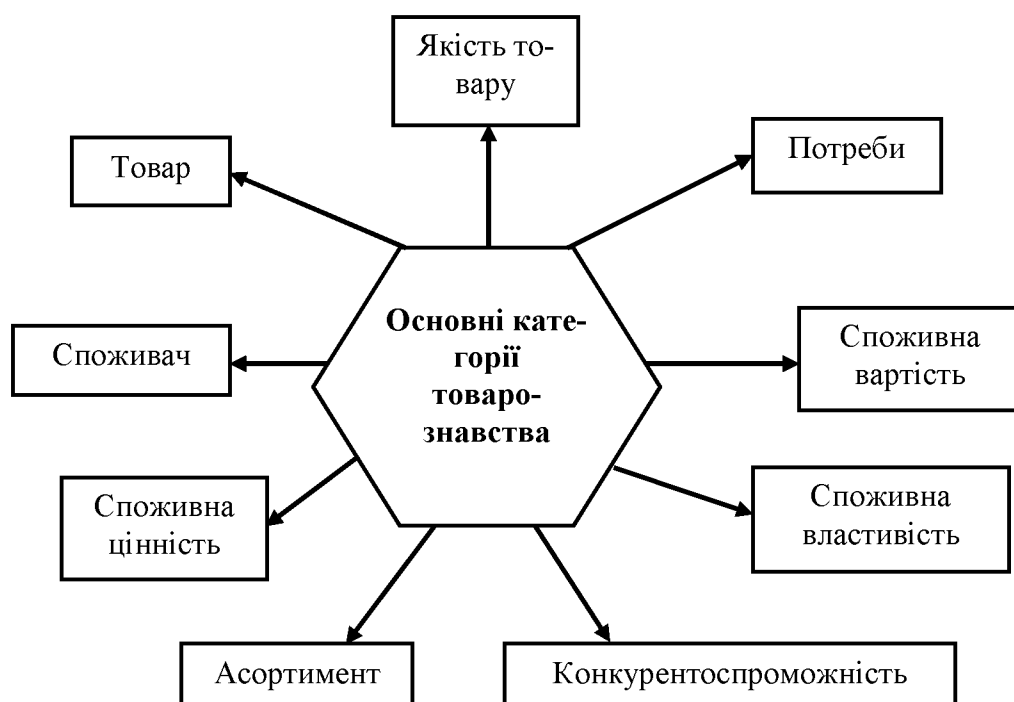 Якість то-
вару
Товар
Потреби
Основні кате-
горії
товаро-
знавства
Споживач
Споживна
вартість
Споживна
цінність
Споживна
властивість
Асортимент
Конкурентоспроможність